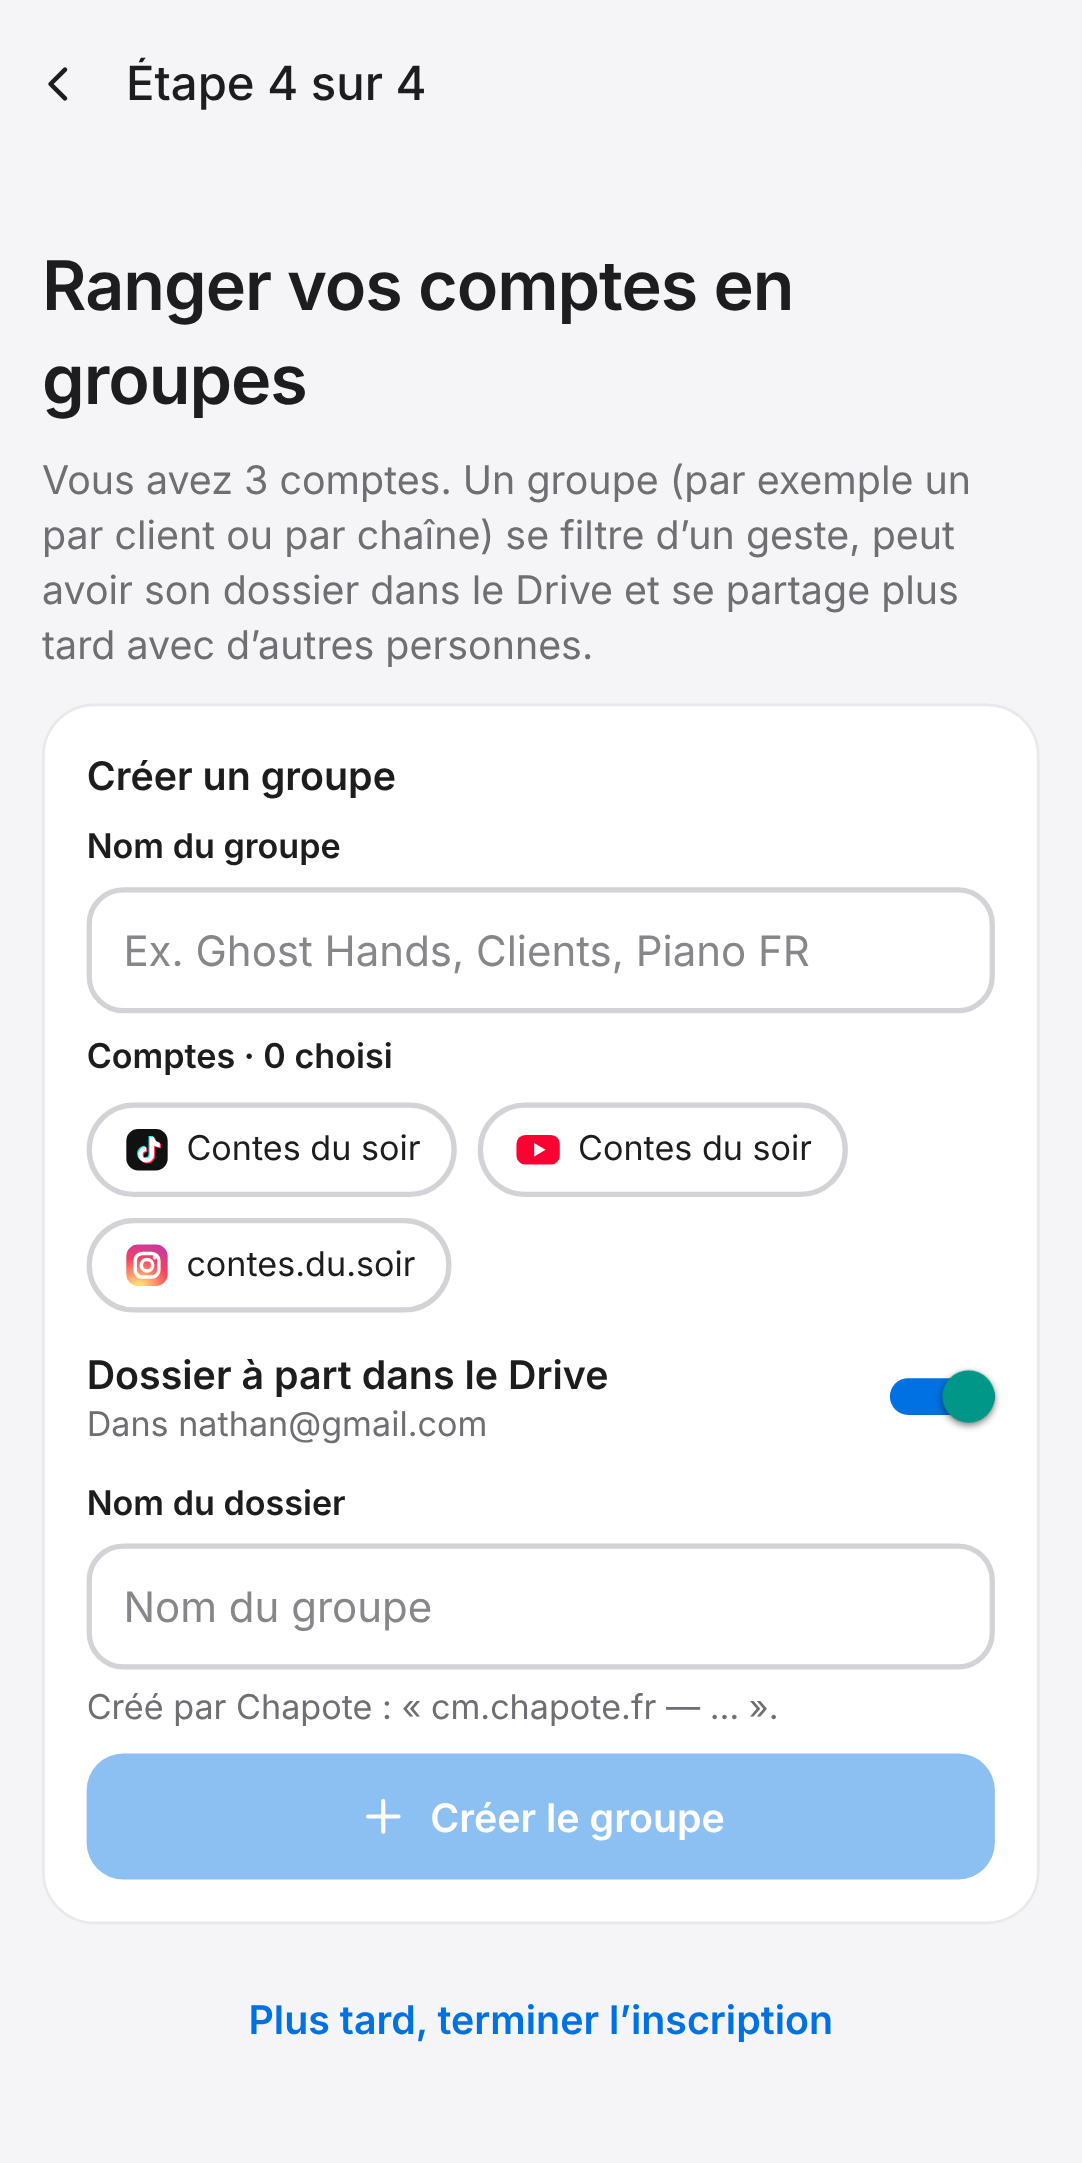 Étape 4 sur 4
Ranger vos comptes en
groupes
Vous avez 3 comptes. Un groupe (par exemple un
par client ou par chaîne) se filtre d’un geste, peut
avoir son dossier dans le Drive et se partage plus
tard avec d’autres personnes.
Créer un groupe
Nom du groupe
Ex. Ghost Hands, Clients, Piano FR
Comptes · 0 choisi
Contes du soir
Contes du soir
contes.du.soir
Dossier à part dans le Drive
Dans nathan@gmail.com
Nom du dossier
Nom du groupe
Créé par Chapote : « cm.chapote.fr — … ».
Créer le groupe
Plus tard, terminer l’inscription